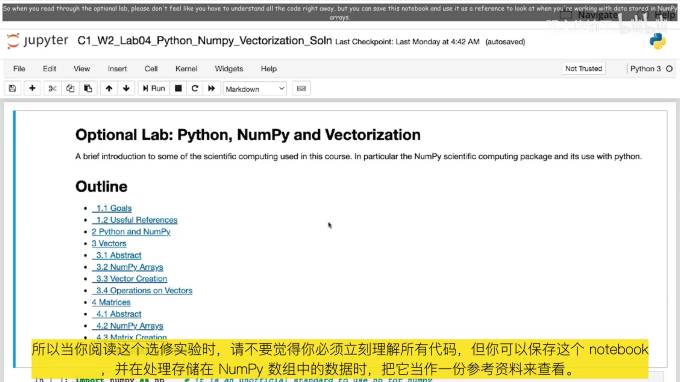 So when you read through the optional lab, please don't feel like you have to understand all the code right away, but you can save this notebook and use it as a reference to look at when you're working with data stored in NumPy
arrays.
Navigate
Help
jupyter C1_W2_Lab04_Python_Numpy_Vectorization_Soln Last Checkpoint: Last Monday at 4:42 AM (autosaved)
File Edit View Insert Cell Kernel Widgets Help
Not Trusted Python 3
Run Markdown
Optional Lab: Python, NumPy and Vectorization
A brief introduction to some of the scientific computing used in this course. In particular the NumPy scientific computing package and its use with python.
Outline
1.1 Goals
1.2 Useful References
2 Python and NumPy
3 Vectors
3.1 Abstract
3.2 NumPy Arrays
3.3 Vector Creation
3.4 Operations on Vectors
4 Matrices
4.1 Abstract
4.2 NumPy Arrays
4.3 Matrix Creation
所以当你阅读这个选修实验时，请不要觉得你必须立刻理解所有代码，但你可以保存这个 notebook
，并在处理存储在 NumPy 数组中的数据时，把它当作一份参考资料来查看。